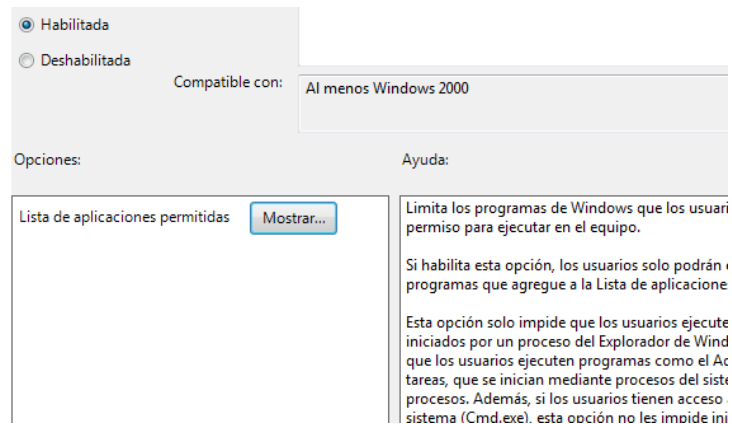 Habilitada
Deshabilitada
Compatible con:
Al menos Windows 2000
Opciones:
Ayuda:
Lista de aplicaciones permitidas
Mostrar...
Limita los programas de Windows que los
permiso para ejecutar en el equipo.
Si habilita esta opción, los usuarios solo podrán
programas que agregue a la Lista de
Esta opción solo impide que los usuarios
iniciados por un proceso del Explorador de
que los usuarios ejecuten programas como el
tareas, que se inician mediante procesos del
procesos. Además, si los usuarios tienen acceso
sistema (Cmd.exe), esta opción no les impide